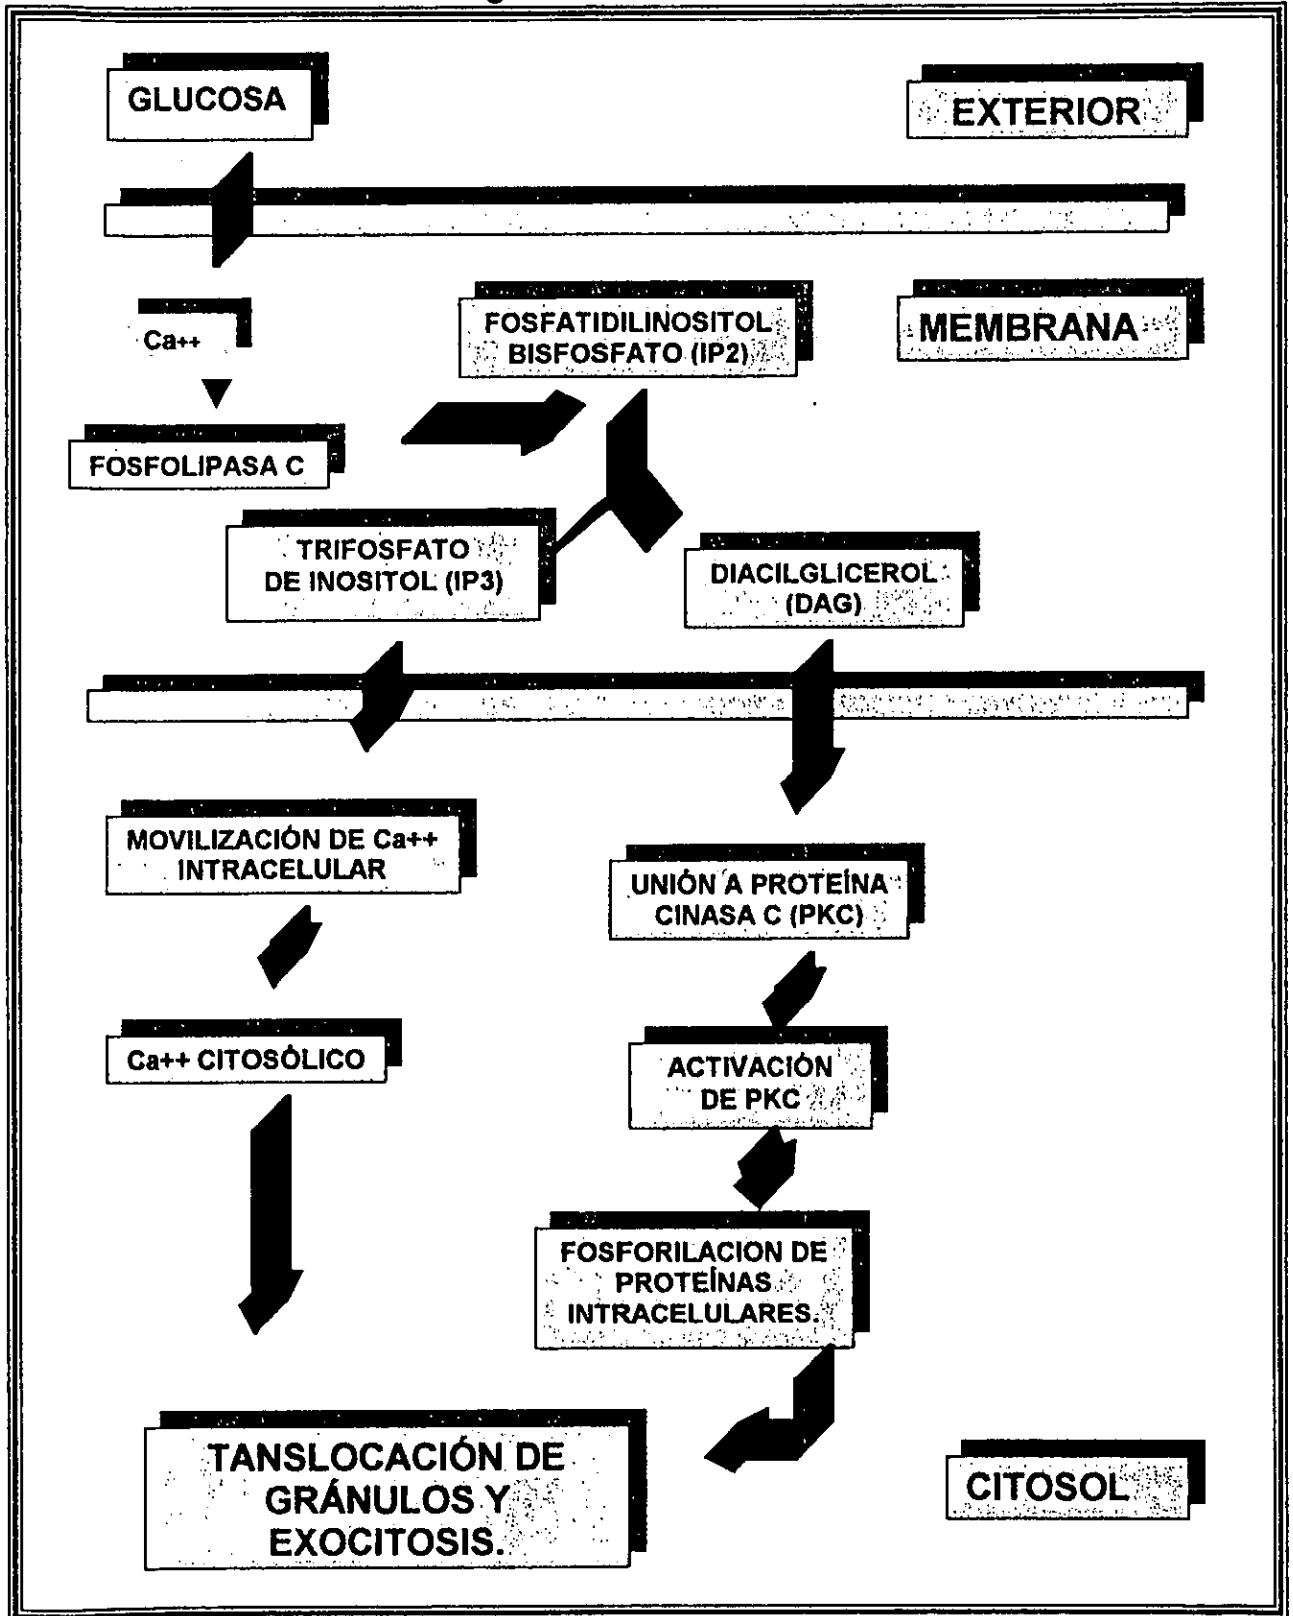 GLUCOSA
EXTERIOR
Ca++
FOSFATIDILINOSITOL
BISFOSFATO (IP2)
MEMBRANA
FOSFOLIPASA C
TRIFOSFATO
DE INOSITOL (IP3)
DIACILGLICEROL
(DAG)
MOVILIZACIÓN DE Ca++
INTRACELULAR
UNIÓN A PROTEÍNA
CINASA C (PKC)
Ca++ CITOSÓLICO
ACTIVACIÓN
DE PKC
FOSFORILACION DE
PROTEÍNAS
INTRACELULARES.
TANSLOCACIÓN DE
GRÁNULOS Y
EXOCITOSIS.
CITOSOL